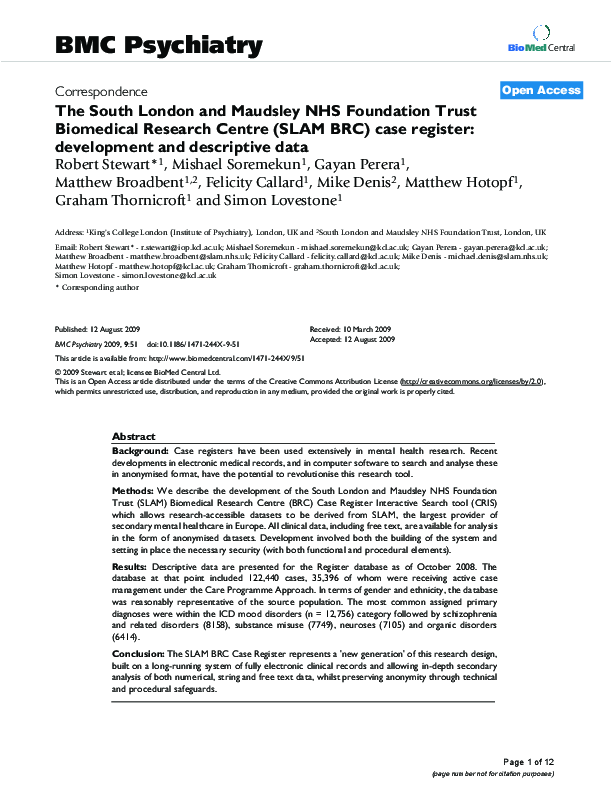 BMC Psychiatry
BioMed Central
Correspondence
Open Access
The South London and Maudsley NHS Foundation Trust
Biomedical Research Centre (SLAM BRC) case register:
development and descriptive data
Robert Stewart*1, Mishael Soremekun1, Gayan Perera1,
Matthew Broadbent1,2, Felicity Callard1, Mike Denis2, Matthew Hotopf1,
Graham Thornicroft1 and Simon Lovestone1
Address: 1King's College London (Institute of Psychiatry), London, UK and 2South London and Maudsley NHS Foundation Trust, London, UK
Email: Robert Stewart* - r.stewart@iop.kcl.ac.uk; Mishael Soremekun - mishael.soremekun@kcl.ac.uk; Gayan Perera - gayan.perera@kcl.ac.uk;
Matthew Broadbent - matthew.broadbent@slam.nhs.uk; Felicity Callard - felicity.callard@kcl.ac.uk; Mike Denis - michael.denis@slam.nhs.uk;
Matthew Hotopf - matthew.hotopf@kcl.ac.uk; Graham Thornicroft - graham.thornicroft@kcl.ac.uk;
Simon Lovestone - simon.lovestone@kcl.ac.uk
* Corresponding author
Published: 12 August 2009
Received: 10 March 2009
Accepted: 12 August 2009
BMC Psychiatry 2009, 9:51 doi:10.1186/1471-244X-9-51
This article is available from: http://www.biomedcentral.com/1471-244X/9/51
© 2009 Stewart et al; licensee BioMed Central Ltd.
This is an Open Access article distributed under the terms of the Creative Commons Attribution License (http://creativecommons.org/licenses/by/2.0),
which permits unrestricted use, distribution, and reproduction in any medium, provided the original work is properly cited.
Abstract
Background: Case registers have been used extensively in mental health research. Recent
developments in electronic medical records, and in computer software to search and analyse these
in anonymised format, have the potential to revolutionise this research tool.
Methods: We describe the development of the South London and Maudsley NHS Foundation
Trust (SLAM) Biomedical Research Centre (BRC) Case Register Interactive Search tool (CRIS)
which allows research-accessible datasets to be derived from SLAM, the largest provider of
secondary mental healthcare in Europe. All clinical data, including free text, are available for analysis
in the form of anonymised datasets. Development involved both the building of the system and
setting in place the necessary security (with both functional and procedural elements).
Results: Descriptive data are presented for the Register database as of October 2008. The
database at that point included 122,440 cases, 35,396 of whom were receiving active case
management under the Care Programme Approach. In terms of gender and ethnicity, the database
was reasonably representative of the source population. The most common assigned primary
diagnoses were within the ICD mood disorders (n = 12,756) category followed by schizophrenia
and related disorders (8158), substance misuse (7749), neuroses (7105) and organic disorders
(6414).
Conclusion: The SLAM BRC Case Register represents a 'new generation' of this research design,
built on a long-running system of fully electronic clinical records and allowing in-depth secondary
analysis of both numerical, string and free text data, whilst preserving anonymity through technical
and procedural safeguards.
Page 1 of 12
(page number not for citation purposes)